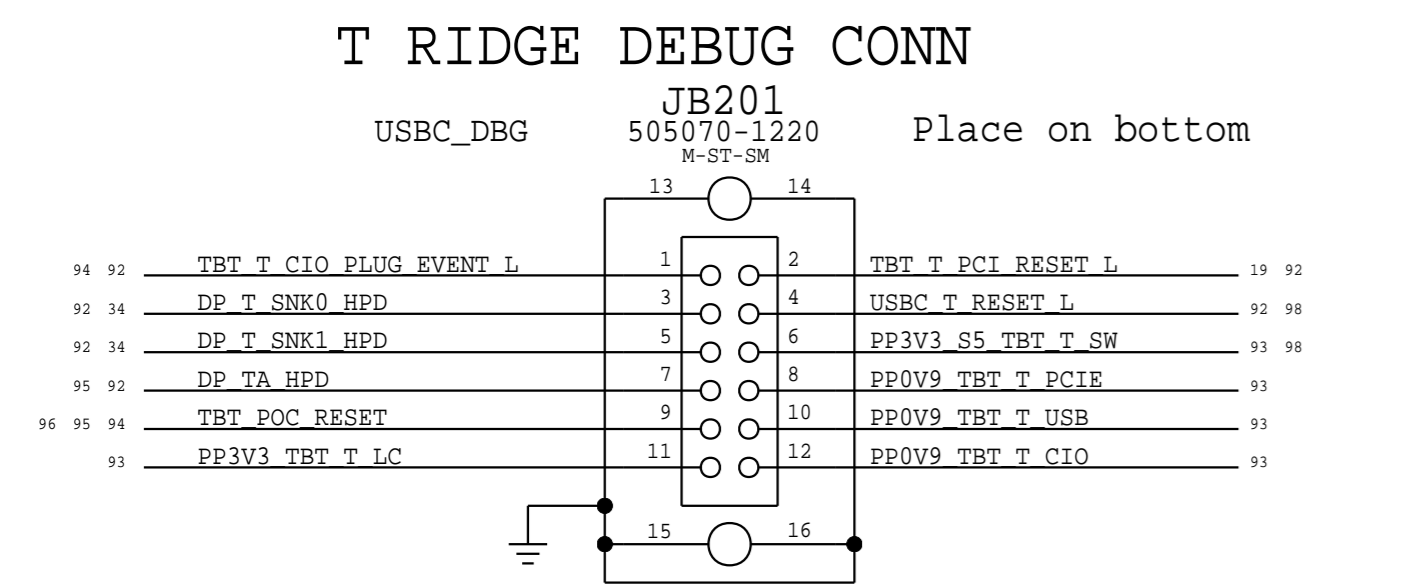 T RIDGE DEBUG CONN
JB201
USBC_DBG 505070-1220 Place on bottom
M-ST-SM
13 14
94 92 TBT_T_CIO_PLUG_EVENT_L 1 2 TBT_T_PCI_RESET_L 19 92
92 34 DP_T_SNK0_HPD 3 4 USBC_T_RESET_L 92 98
92 34 DP_T_SNK1_HPD 5 6 PP3V3_S5_TBT_T_SW 93 98
95 92 DP_TA_HPD 7 8 PP0V9_TBT_T_PCIE 93
96 95 94 TBT_POC_RESET 9 10 PP0V9_TBT_T_USB 93
93 PP3V3_TBT_T_LC 11 12 PP0V9_TBT_T_CIO 93
15 16